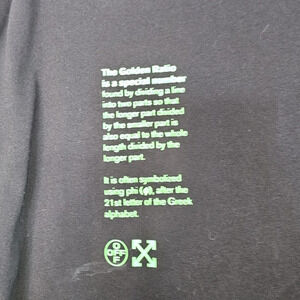 The Golden Ratio
is a special number
found by dividing a line
into two parts so that
the longer part divided
by the smaller part is
also equal to the whole
length divided by the
longer part.
It is often symbolized
using phi (φ), after the
21st letter of the Greek
alphabet.
O
OFF
F